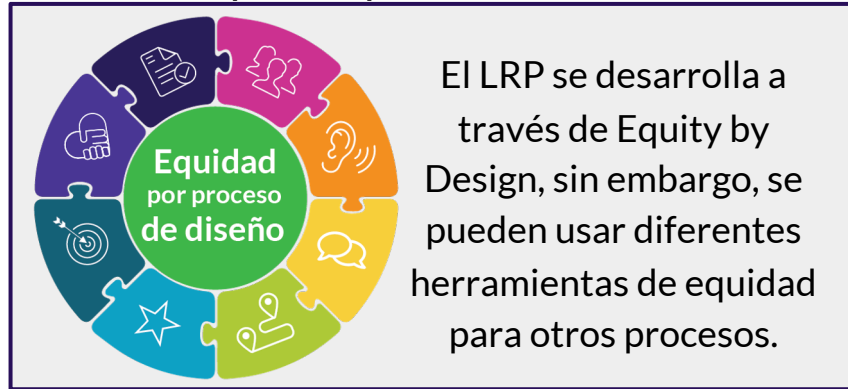 Equidad
por proceso
de diseño
El LRP se desarrolla a
través de Equity by
Design, sin embargo, se
pueden usar diferentes
herramientas de equidad
para otros procesos.